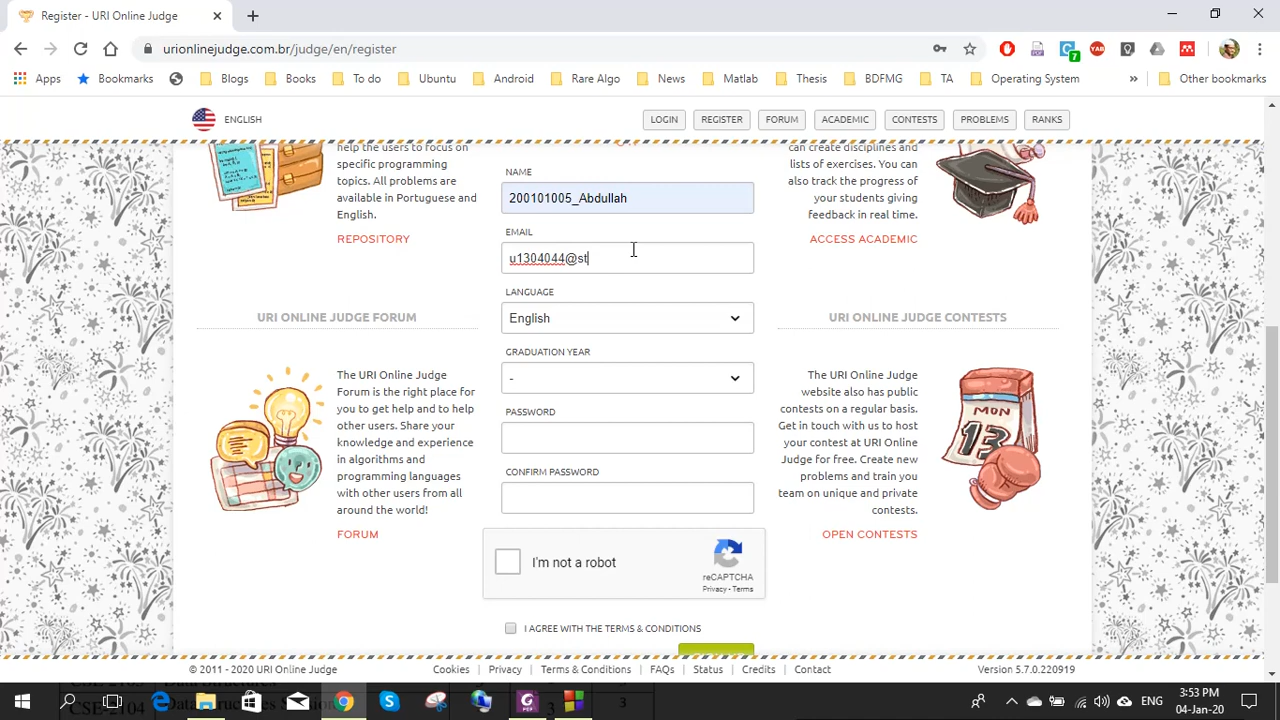 Register - URI Online Judge
urionlinejudge.com.br/judge/en/register
7
YAB
Apps
Bookmarks
Blogs
Books
To do
Ubuntu
Android
Rare Algo
News
Matlab
Thesis
BDFMG
TA
Operating System
»
Other bookmarks
ENGLISH
LOGIN
REGISTER
FORUM
ACADEMIC
CONTESTS
PROBLEMS
RANKS
help the users to focus on
specific programming
topics. All problems are
available in Portuguese and
English.
REPOSITORY
URI ONLINE JUDGE FORUM
The URI Online Judge
Forum is the right place for
you to get help and to help
other users. Share your
knowledge and experience
in algorithms and
programming languages
with other users from all
around the world!
FORUM
NAME
200101005_Abdullah
EMAIL
u1304044@st
LANGUAGE
English
GRADUATION YEAR
-
PASSWORD
CONFIRM PASSWORD
I'm not a robot
reCAPTCHA
Privacy - Terms
I AGREE WITH THE TERMS & CONDITIONS
can create disciplines and
lists of exercises. You can
also track the progress of
your students giving
feedback in real time.
ACCESS ACADEMIC
URI ONLINE JUDGE CONTESTS
The URI Online Judge
website also has public
contests on a regular basis.
Get in touch with us to host
your contest at URI Online
Judge for free. Create new
problems and train you
team on unique and private
contests.
MON
13
OPEN CONTESTS
© 2011 - 2020 URI Online Judge
Cookies
Privacy
Terms & Conditions
FAQs
Status
Credits
Contact
Version 5.7.0.220919
CSE-2104
3
3
ENG
3:53 PM
04-Jan-20